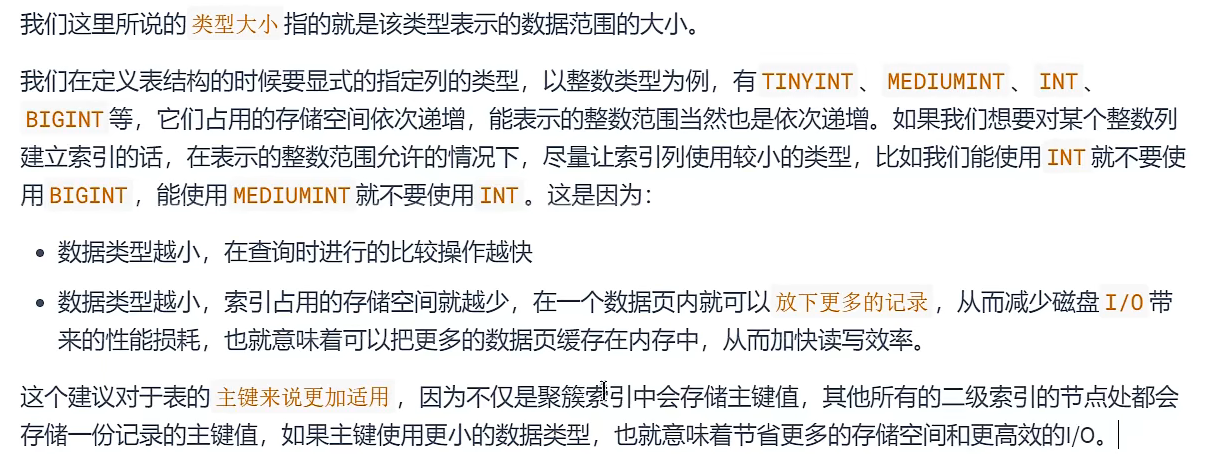 我们这里所说的 类型大小 指的就是该类型表示的数据范围的大小。
我们在定义表结构的时候要显式的指定列的类型，以整数类型为例，有 TINYINT、 MEDIUMINT、 INT、
BIGINT 等，它们占用的存储空间依次递增，能表示的整数范围当然也是依次递增。如果我们想要对某个整数列
建立索引的话，在表示的整数范围允许的情况下，尽量让索引列使用较小的类型，比如我们能使用 INT 就不要使
用 BIGINT ，能使用 MEDIUMINT 就不要使用 INT 。这是因为：
• 数据类型越小，在查询时进行的比较操作越快
• 数据类型越小，索引占用的存储空间就越少，在一个数据页内就可以 放下更多的记录 ，从而减少磁盘 I/O 带
来的性能损耗，也就意味着可以把更多的数据页缓存在内存中，从而加快读写效率。
这个建议对于表的 主键来说更加适用 ，因为不仅是聚簇索引中会存储主键值，其他所有的二级索引的节点处都会
存储一份记录的主键值，如果主键使用更小的数据类型，也就意味着节省更多的存储空间和更高效的I/O。